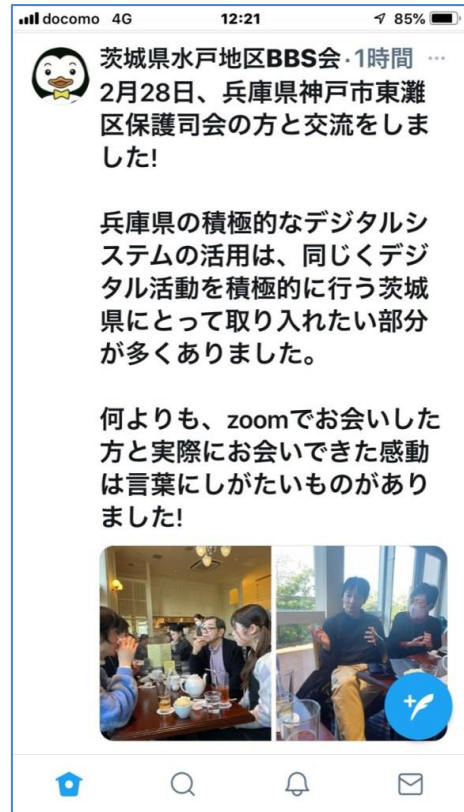 docomo 4G 12:21 85%
茨城県水戸地区BBS会・1時間 …
2月28日、兵庫県神戸市東灘
区保護司会の方と交流をしま
した!
兵庫県の積極的なデジタルシ
ステムの活用は、同じくデジ
タル活動を積極的に行う茨城
県にとって取り入れたい部分
が多くありました。
何よりも、zoomでお会いした
方と実際にお会いできた感動
は言葉にしがたいものがあり
ました!